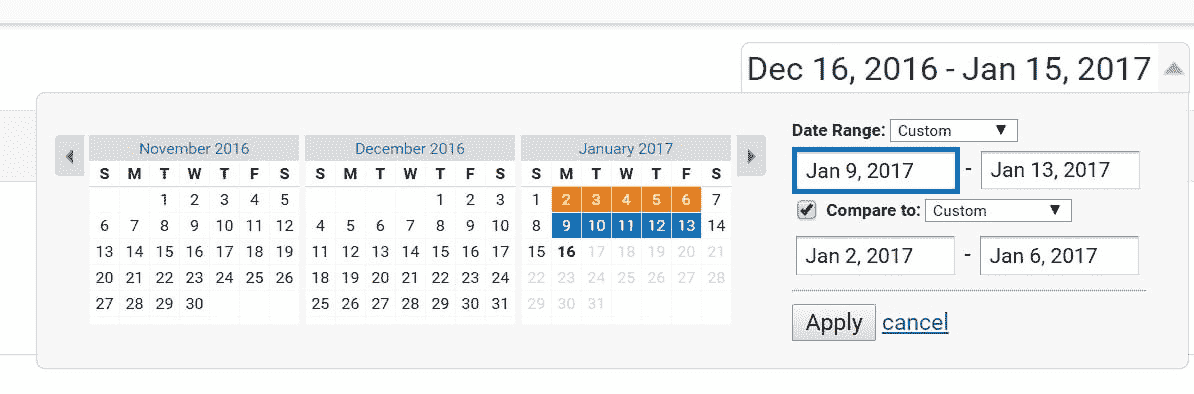 Dec 16, 2016 - Jan 15, 2017
November 2016 December 2016 January 2017
S M T W T F S S M T W T F S S M T W T F S
1 2 3 4 5 1 2 3 1 2 3 4 5 6 7
6 7 8 9 10 11 12 4 5 6 7 8 9 10 8 9 10 11 12 13 14
13 14 15 16 17 18 19 11 12 13 14 15 16 17 15 16 17 18 19 20 21
20 21 22 23 24 25 26 18 19 20 21 22 23 24 22 23 24 25 26 27 28
27 28 29 30 25 26 27 28 29 30 31 29 30 31
Date Range: Custom
Jan 9, 2017 - Jan 13, 2017
Compare to: Custom
Jan 2, 2017 - Jan 6, 2017
Apply cancel